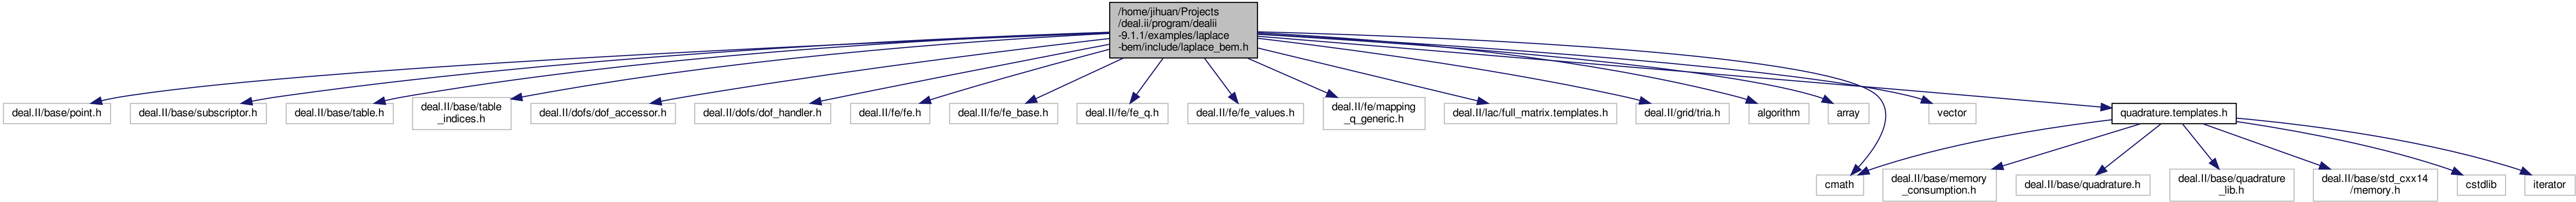 /home/jihuan/Projects
/deal.ii/program/dealii
-9.1.1/examples/laplace
-bem/include/laplace_bem.h
deal.II/base/point.h
deal.II/base/subscriptor.h
deal.II/base/table.h
deal.II/base/table
_indices.h
deal.II/dofs/dof_accessor.h
deal.II/dofs/dof_handler.h
deal.II/fe/fe.h
deal.II/fe/fe_base.h
deal.II/fe/fe_q.h
deal.II/fe/fe_values.h
deal.II/fe/mapping
_q_generic.h
deal.II/lac/full_matrix.templates.h
deal.II/grid/tria.h
algorithm
array
vector
quadrature.templates.h
cmath
deal.II/base/memory
_consumption.h
deal.II/base/quadrature.h
deal.II/base/quadrature
_lib.h
deal.II/base/std_cxx14
/memory.h
cstdlib
iterator